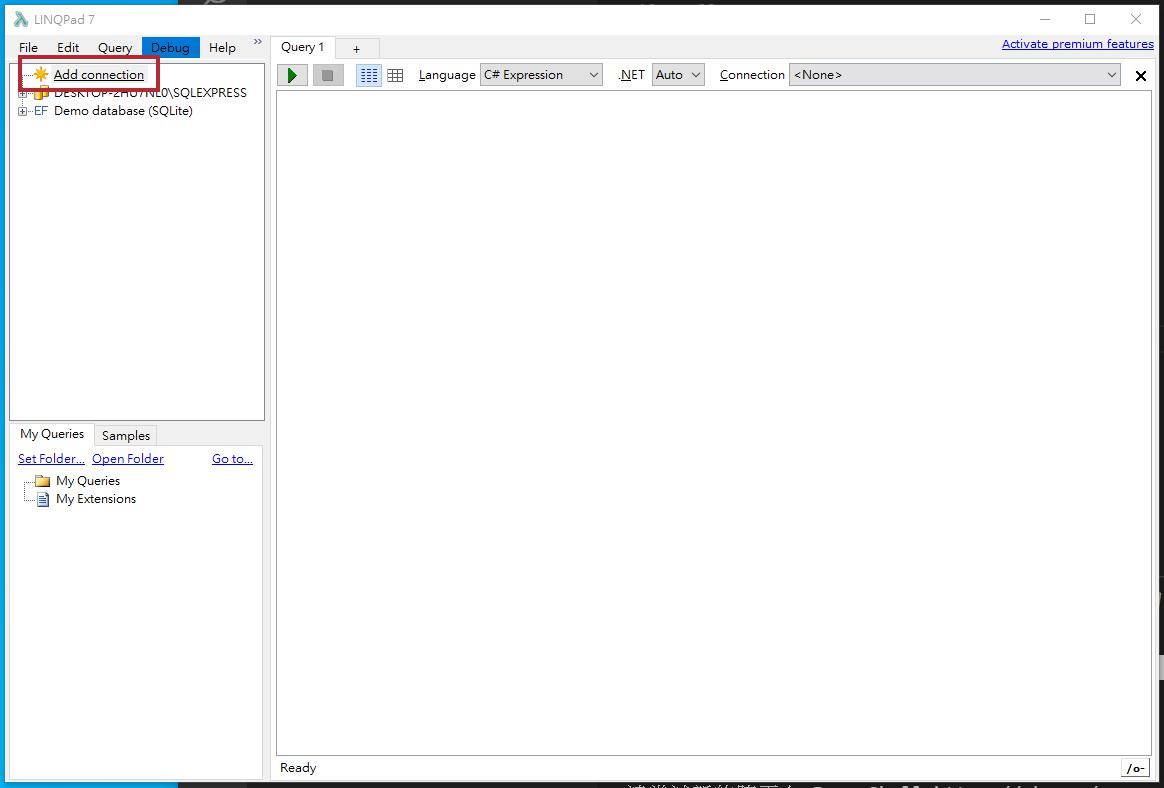 LINQPad 7
File Edit Query Debug Help »
Query 1 +
Activate premium features
Add connection
Language C# Expression .NET Auto Connection <None>
DESKTOP-2HU7NL0\SQLEXPRESS
EF Demo database (SQLite)
My Queries Samples
Set Folder... Open Folder Go to...
My Queries
My Extensions
Ready
/o-